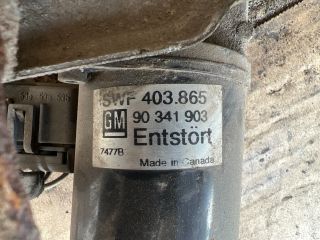 SWF 403.865
GM 90 341 903
7477B Entstört
Made in Canada